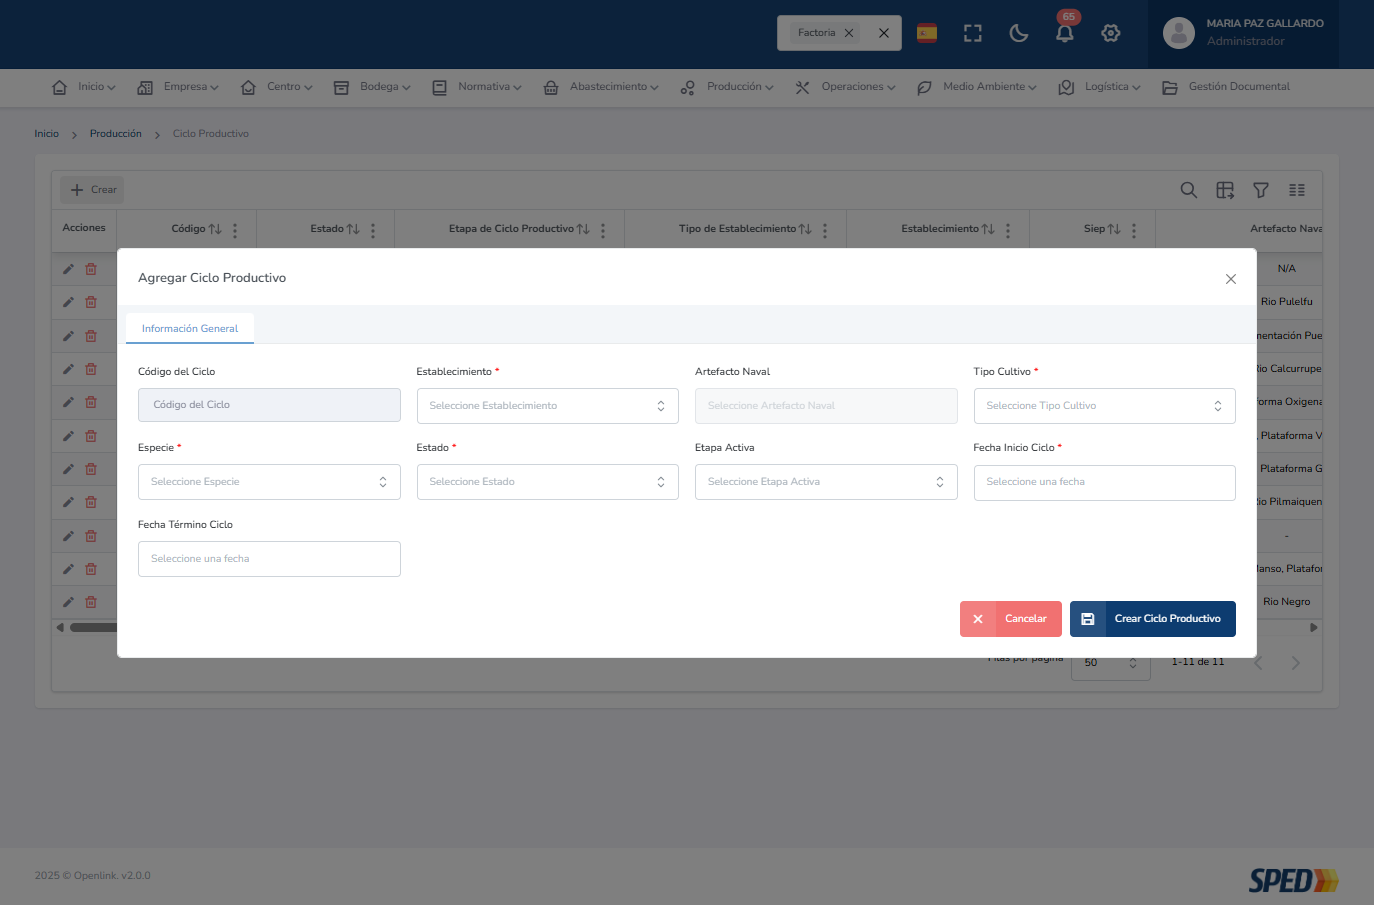 Factoria
65
MARIA PAZ GALLARDO
Administrador
Inicio Empresa Centro Bodega Normativa Abastecimiento Producción Operaciones Medio Ambiente Logística Gestión Documental
Inicio Producción Ciclo Productivo
Crear
Acciones Código Estado Etapa de Ciclo Productivo Tipo de Establecimiento Establecimiento Siep Artefacto Nava
N/A
Rio Pulelfu
mentación Pue
Rio Calcurrupe
forma Oxigena
, Plataforma V
Plataforma G
Rio Pilmaiquen
-
Manso, Platafor
Rio Negro
Agregar Ciclo Productivo
Información General
Código del Ciclo Establecimiento * Artefacto Naval Tipo Cultivo *
Código del Ciclo Seleccione Establecimiento Seleccione Artefacto Naval Seleccione Tipo Cultivo
Especie * Estado * Etapa Activa Fecha Inicio Ciclo *
Seleccione Especie Seleccione Estado Seleccione Etapa Activa Seleccione una fecha
Fecha Término Ciclo
Seleccione una fecha
Cancelar Crear Ciclo Productivo
Filas por página 50 1-11 de 11
2025 © Openlink. v2.0.0
SPED